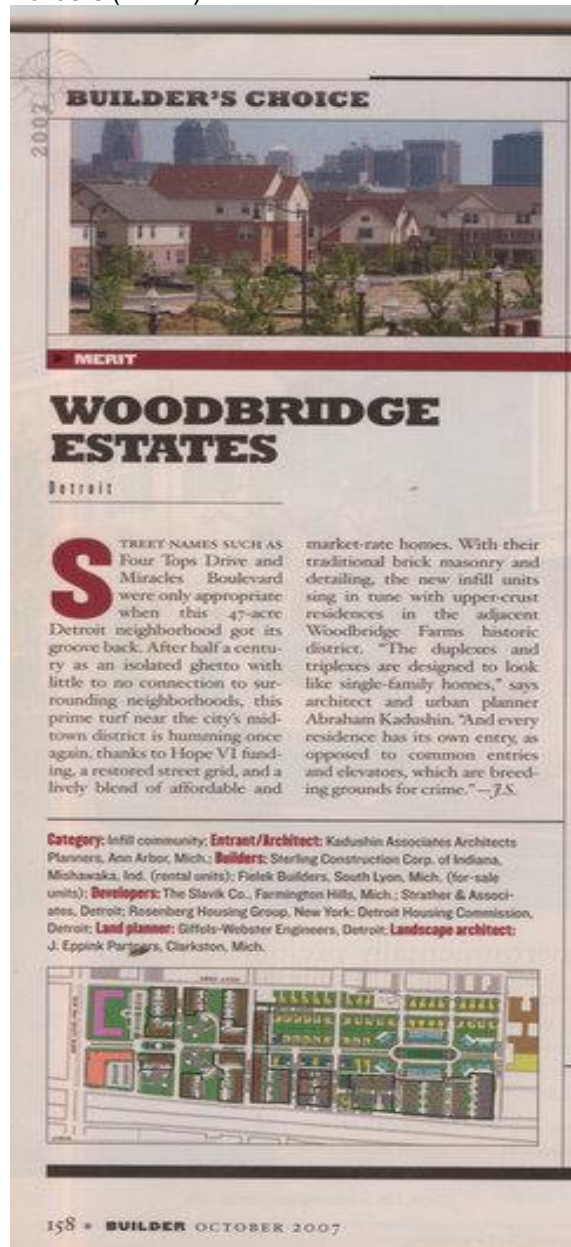 2007
BUILDER'S CHOICE
MERIT
WOODBRIDGE
ESTATES
Detroit
STREET NAMES SUCH AS
Four Tops Drive and
Miracles Boulevard
were only appropriate
when this 47-acre
Detroit neighborhood got its
groove back. After half a centu-
ry as an isolated ghetto with
little to no connection to sur-
rounding neighborhoods, this
prime turf near the city's mid-
town district is humming once
again, thanks to Hope VI fund-
ing, a restored street grid, and a
lively blend of affordable and
market-rate homes. With their
traditional brick masonry and
detailing, the new infill units
sing in tune with upper-crust
residences in the adjacent
Woodbridge Farms historic
district. "The duplexes and
triplexes are designed to look
like single-family homes," says
architect and urban planner
Abraham Kadushin. "And every
residence has its own entry, as
opposed to common entries
and elevators, which are breed-
ing grounds for crime."—J.S.
Category: Infill community; Entrant/Architect: Kadushin Associates Architects
Planners, Ann Arbor, Mich.; Builders: Sterling Construction Corp. of Indiana,
Mishawaka, Ind. (rental units); Fielek Builders, South Lyon, Mich. (for-sale
units); Developers: The Slavik Co., Farmington Hills, Mich.; Strather & Associ-
ates, Detroit; Rosenberg Housing Group, New York; Detroit Housing Commission,
Detroit; Land planner: Giffels-Webster Engineers, Detroit; Landscape architect:
J. Eppink Partners, Clarkston, Mich.
158 • BUILDER OCTOBER 2007